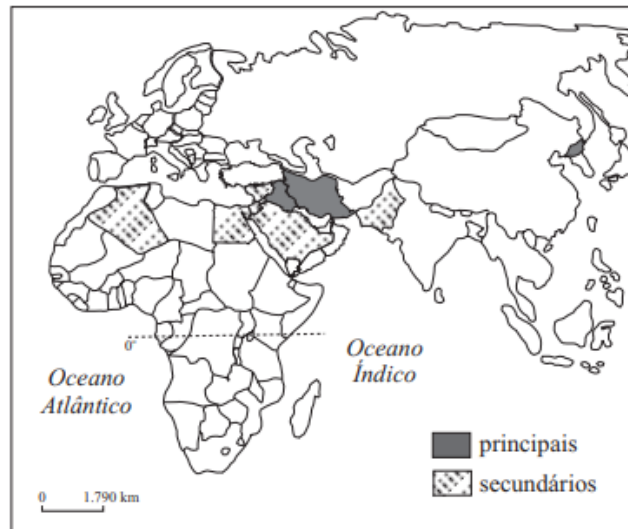 0°
Oceano
Atlântico
Oceano
Índico
principais
secundários
0 1.790 km